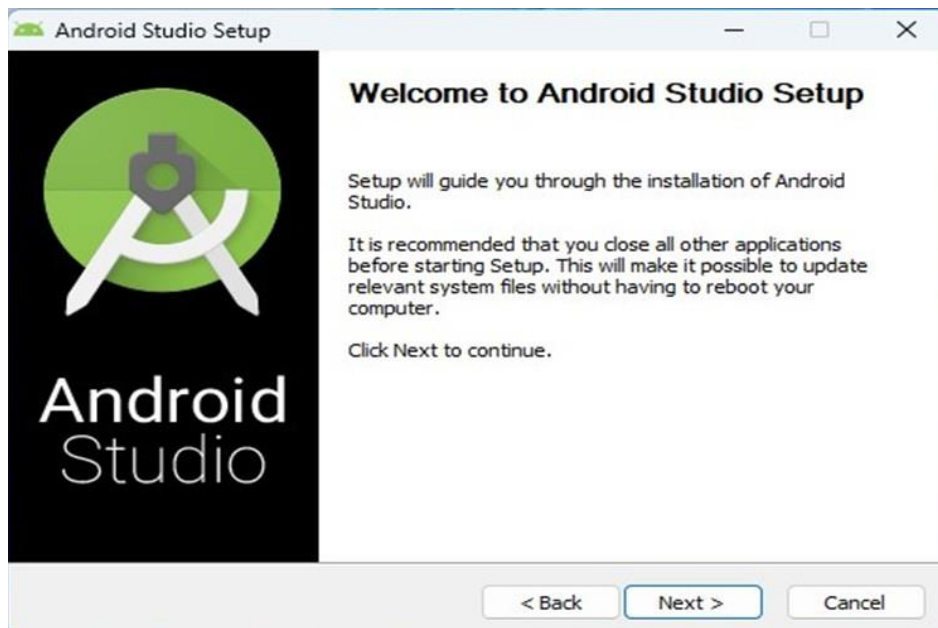 Android Studio Setup
Welcome to Android Studio Setup
Setup will guide you through the installation of Android
Studio.
It is recommended that you close all other applications
before starting Setup. This will make it possible to update
relevant system files without having to reboot your
computer.
Click Next to continue.
Android
Studio
< Back
Next >
Cancel